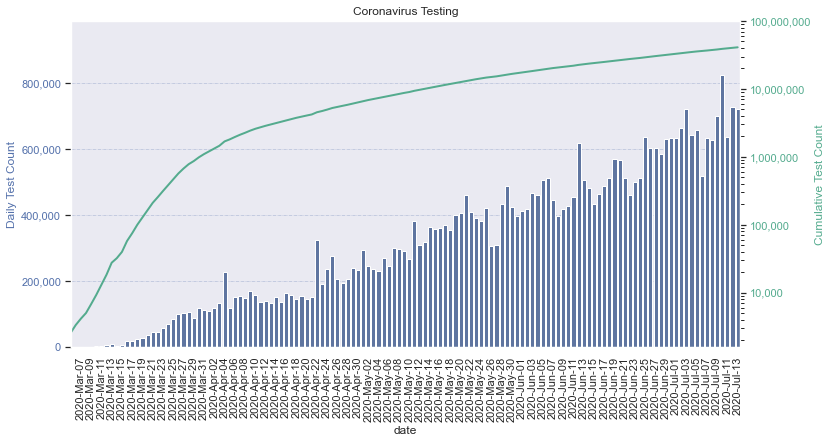 Coronavirus Testing
Daily Test Count
800,000
600,000
400,000
200,000
0
100,000,000
10,000,000
1,000,000
100,000
10,000
Cumulative Test Count
2020-Mar-07
2020-Mar-09
2020-Mar-11
2020-Mar-13
2020-Mar-15
2020-Mar-17
2020-Mar-19
2020-Mar-21
2020-Mar-23
2020-Mar-25
2020-Mar-27
2020-Mar-29
2020-Mar-31
2020-Apr-02
2020-Apr-04
2020-Apr-06
2020-Apr-08
2020-Apr-10
2020-Apr-12
2020-Apr-14
2020-Apr-16
2020-Apr-18
2020-Apr-20
2020-Apr-22
2020-Apr-24
2020-Apr-26
2020-Apr-28
2020-Apr-30
2020-May-02
2020-May-04
2020-May-06
2020-May-08
2020-May-10
2020-May-12
2020-May-14
2020-May-16
2020-May-18
2020-May-20
2020-May-22
2020-May-24
2020-May-26
2020-May-28
2020-May-30
2020-Jun-01
2020-Jun-03
2020-Jun-05
2020-Jun-07
2020-Jun-09
2020-Jun-11
2020-Jun-13
2020-Jun-15
2020-Jun-17
2020-Jun-19
2020-Jun-21
2020-Jun-23
2020-Jun-25
2020-Jun-27
2020-Jun-29
2020-Jul-01
2020-Jul-03
2020-Jul-05
2020-Jul-07
2020-Jul-09
2020-Jul-11
2020-Jul-13
date